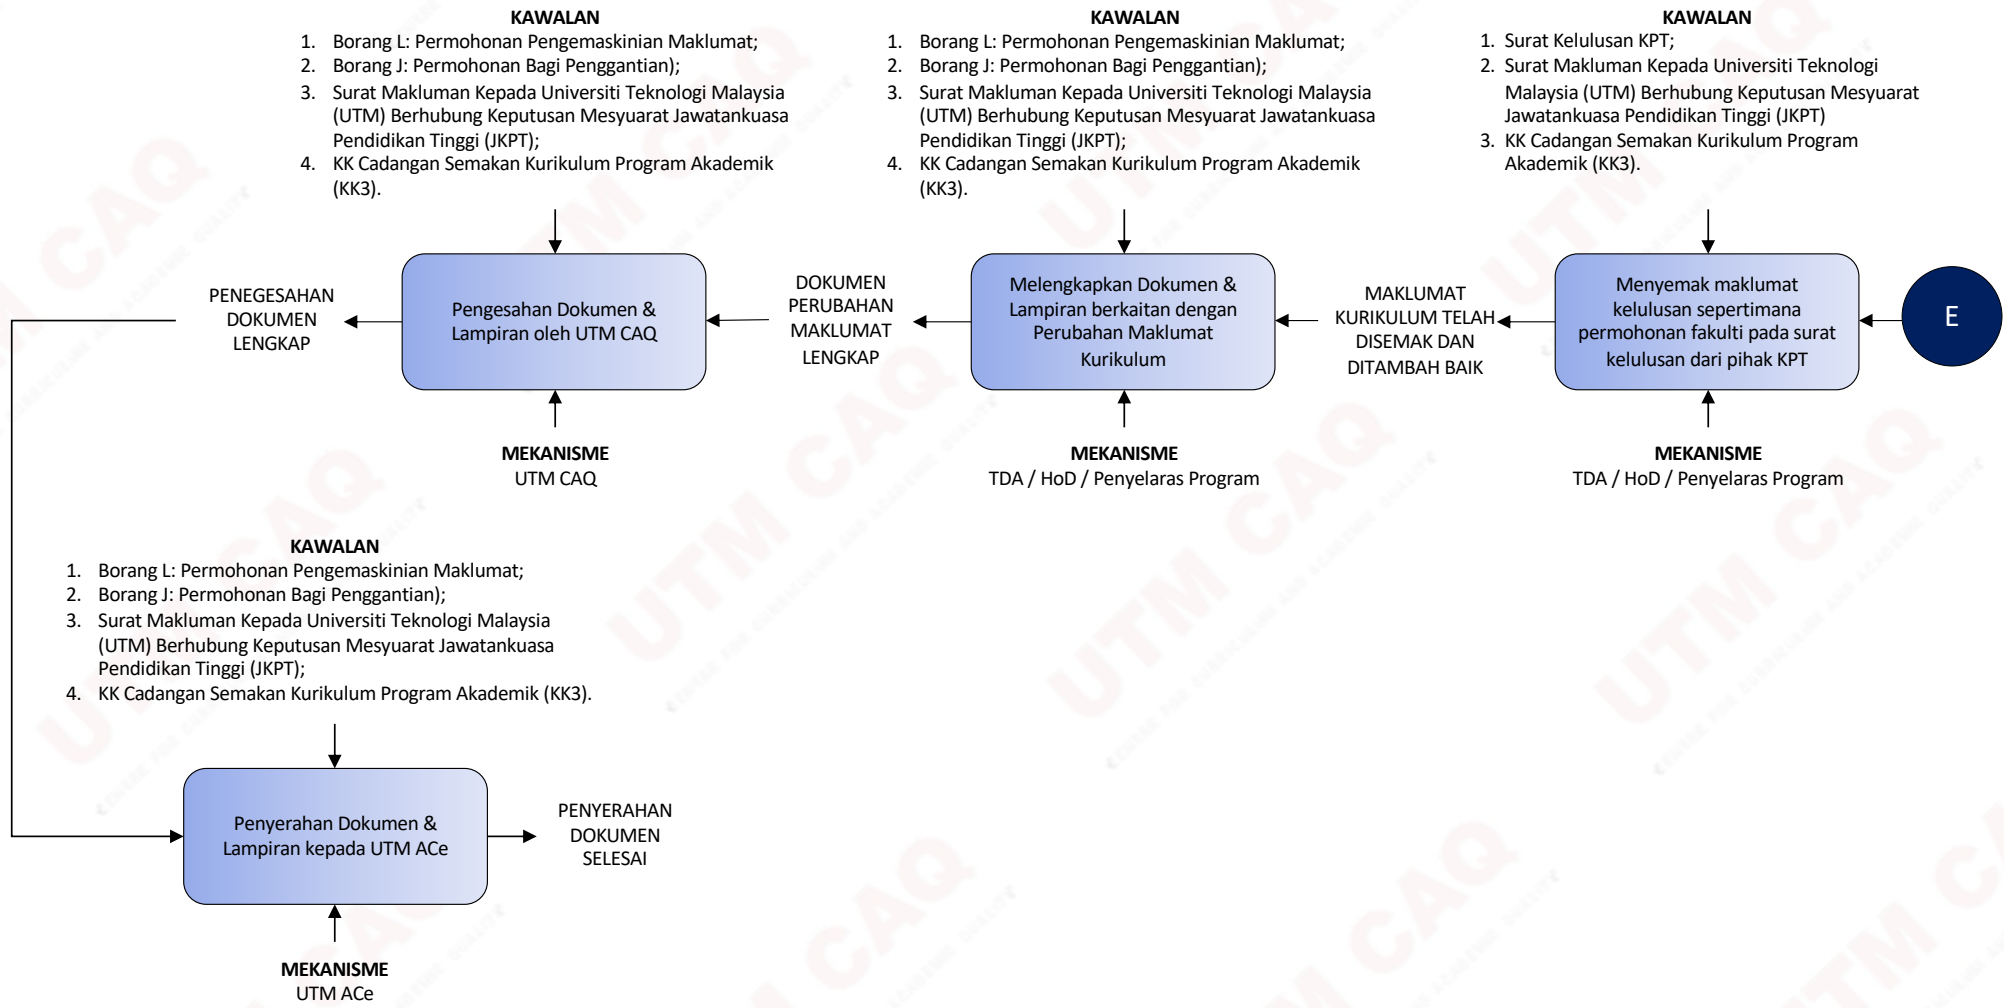 KAWALAN
1. Borang L: Permohonan Pengemaskinian Maklumat;
2. Borang J: Permohonan Bagi Penggantian);
3. Surat Makluman Kepada Universiti Teknologi Malaysia
(UTM) Berhubung Keputusan Mesyuarat Jawatankuasa
Pendidikan Tinggi (JKPT);
4. KK Cadangan Semakan Kurikulum Program Akademik
(KK3).
KAWALAN
1. Borang L: Permohonan Pengemaskinian Maklumat;
2. Borang J: Permohonan Bagi Penggantian);
3. Surat Makluman Kepada Universiti Teknologi Malaysia
(UTM) Berhubung Keputusan Mesyuarat Jawatankuasa
Pendidikan Tinggi (JKPT);
4. KK Cadangan Semakan Kurikulum Program Akademik
(KK3).
KAWALAN
1. Surat Kelulusan KPT;
2. Surat Makluman Kepada Universiti Teknologi
Malaysia (UTM) Berhubung Keputusan Mesyuarat
Jawatankuasa Pendidikan Tinggi (JKPT)
3. KK Cadangan Semakan Kurikulum Program
Akademik (KK3).
PENEGESAHAN
DOKUMEN
LENGKAP
Pengesahan Dokumen &
Lampiran oleh UTM CAQ
DOKUMEN
PERUBAHAN
MAKLUMAT
LENGKAP
Melengkapkan Dokumen &
Lampiran berkaitan dengan
Perubahan Maklumat
Kurikulum
MAKLUMAT
KURIKULUM TELAH
DISEMAK DAN
DITAMBAH BAIK
Menyemak maklumat
kelulusan sepertimana
permohonan fakulti pada surat
kelulusan dari pihak KPT
E
MEKANISME
UTM CAQ
MEKANISME
TDA / HoD / Penyelaras Program
MEKANISME
TDA / HoD / Penyelaras Program
KAWALAN
1. Borang L: Permohonan Pengemaskinian Maklumat;
2. Borang J: Permohonan Bagi Penggantian);
3. Surat Makluman Kepada Universiti Teknologi Malaysia
(UTM) Berhubung Keputusan Mesyuarat Jawatankuasa
Pendidikan Tinggi (JKPT);
4. KK Cadangan Semakan Kurikulum Program Akademik (KK3).
Penyerahan Dokumen &
Lampiran kepada UTM ACe
PENYERAHAN
DOKUMEN
SELESAI
MEKANISME
UTM ACe
UTM CAQ
CENTRE FOR CURRICULUM AND ACADEMIC QUALITY